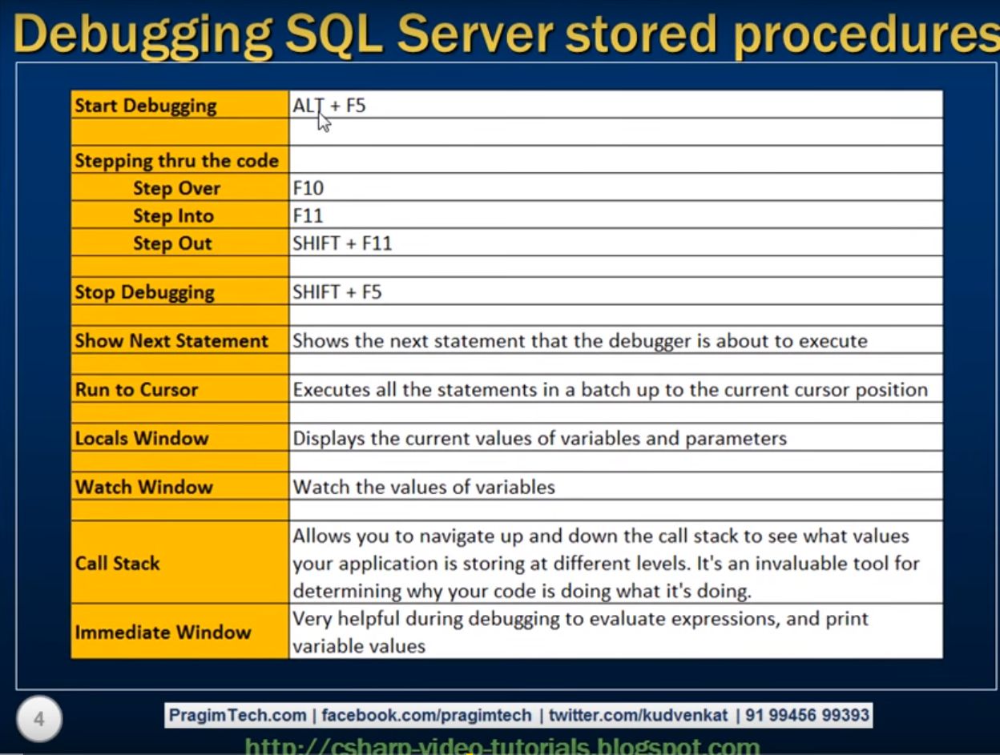 Debugging SQL Server stored procedures
Start Debugging ALT + F5
Stepping thru the code
Step Over F10
Step Into F11
Step Out SHIFT + F11
Stop Debugging SHIFT + F5
Show Next Statement Shows the next statement that the debugger is about to execute
Run to Cursor Executes all the statements in a batch up to the current cursor position
Locals Window Displays the current values of variables and parameters
Watch Window Watch the values of variables
Call Stack Allows you to navigate up and down the call stack to see what values
your application is storing at different levels. It's an invaluable tool for
determining why your code is doing what it's doing.
Immediate Window Very helpful during debugging to evaluate expressions, and print
variable values
4
PragimTech.com | facebook.com/pragimtech | twitter.com/kudvenkat | 91 99456 99393
http://csharp-video-tutorials.blogspot.com